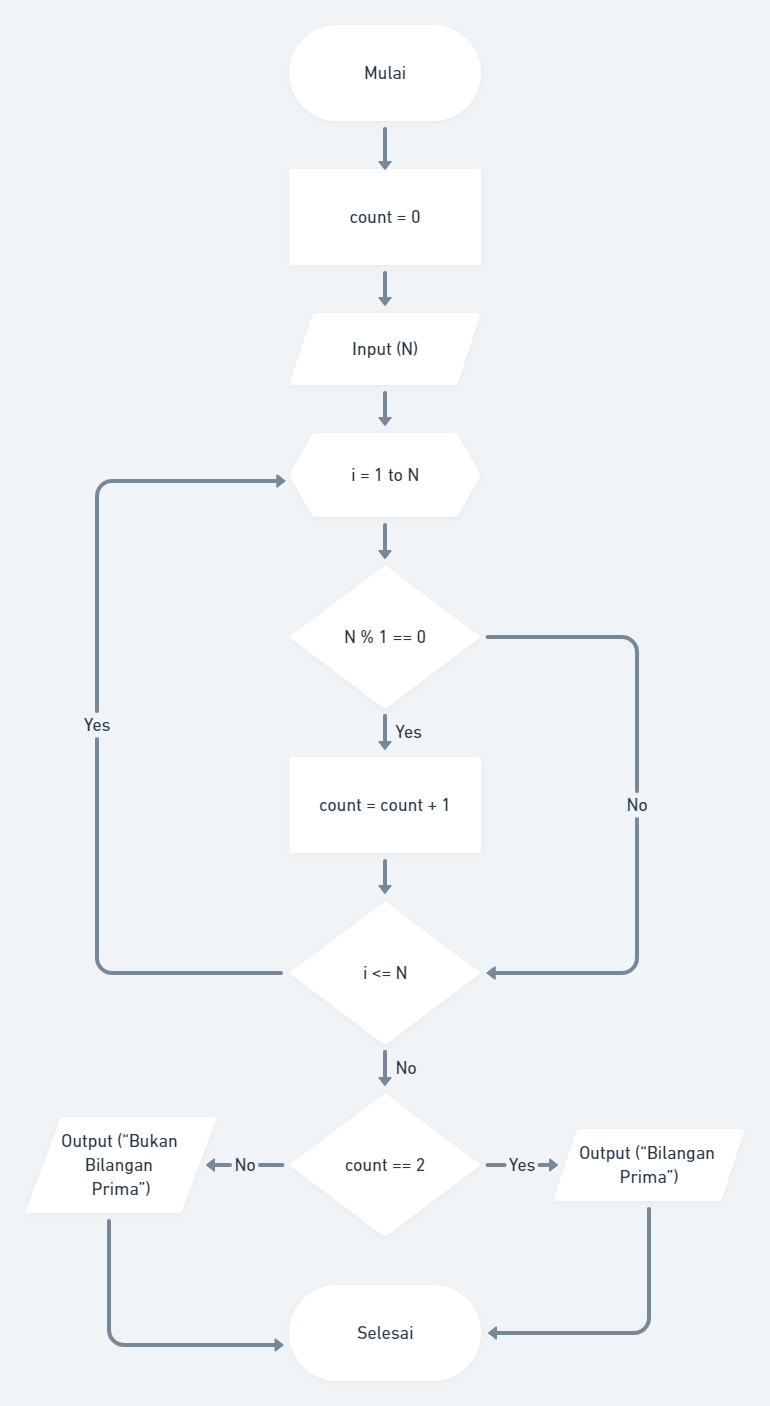 Mulai
count = 0
Input (N)
i = 1 to N
N % 1 == 0
Yes
Yes
count = count + 1
No
i <= N
No
Output (“Bukan
Bilangan
Prima”)
No
count == 2
Yes
Output (“Bilangan
Prima”)
Selesai